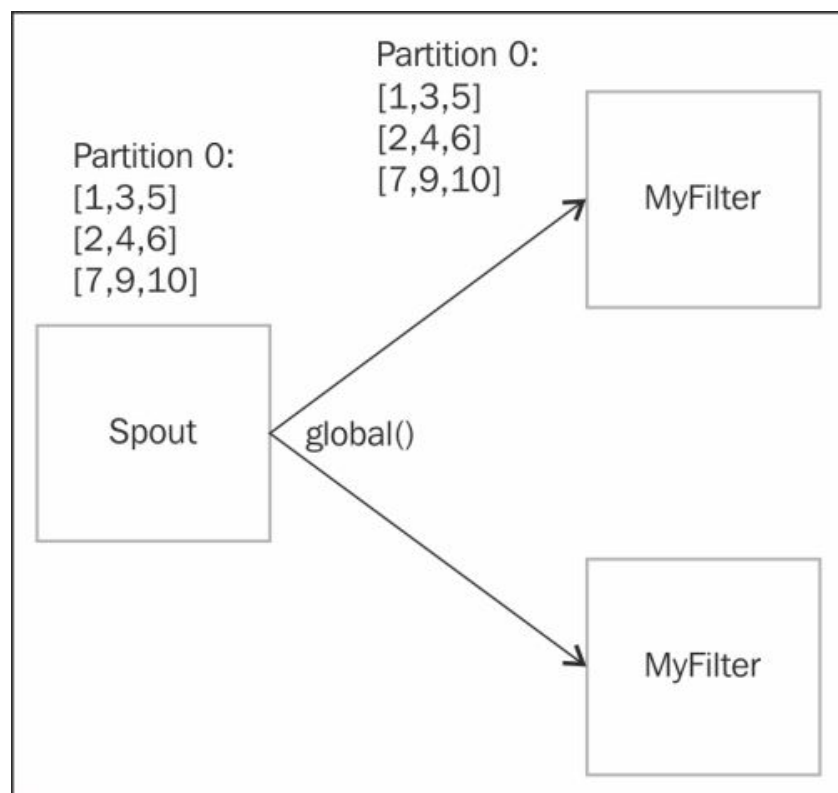 Partition 0:
[1,3,5]
[2,4,6]
[7,9,10]
Partition 0:
[1,3,5]
[2,4,6]
[7,9,10]
Spout
global()
MyFilter
MyFilter